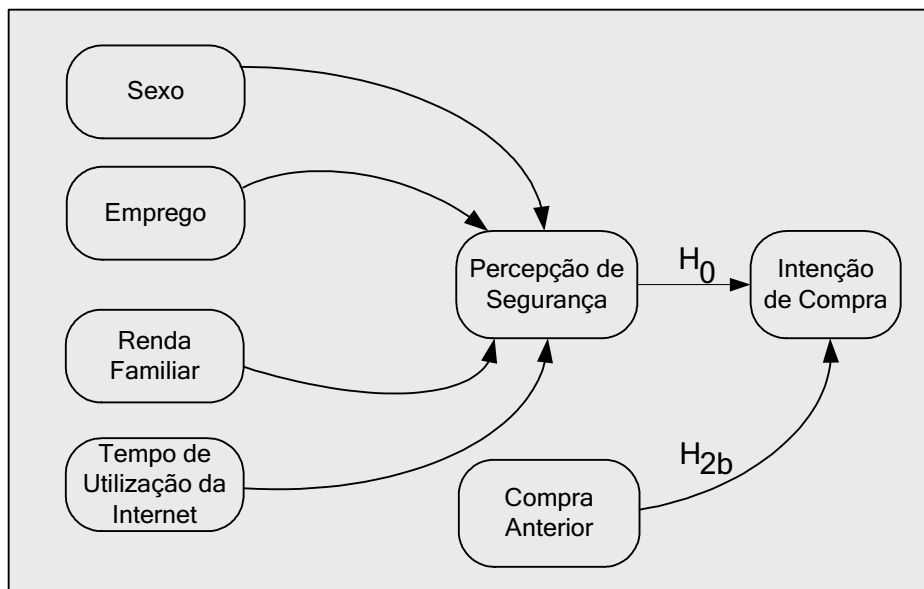 Sexo
Emprego
Renda
Familiar
Tempo de
Utilização da
Internet
Percepção de
Segurança
H0
Intenção
de Compra
H2b
Compra
Anterior